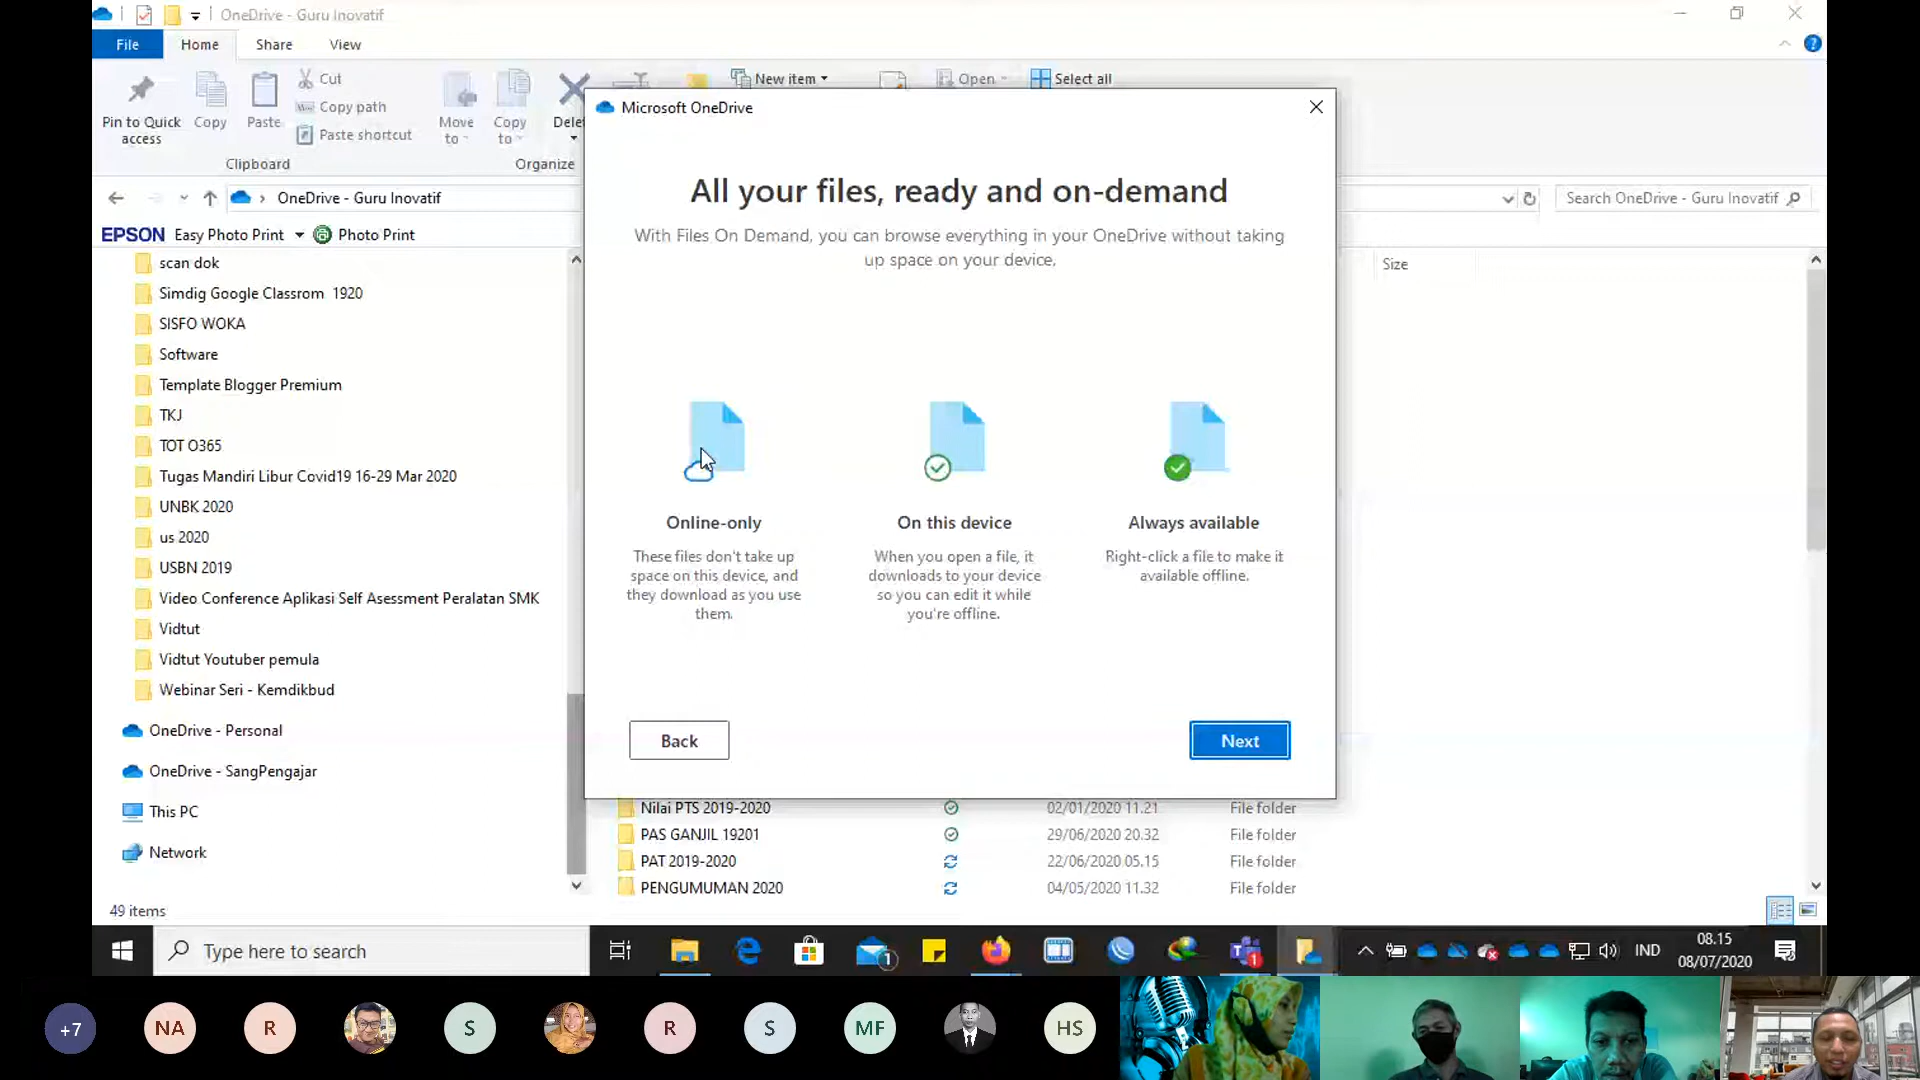 OneDrive - Guru Inovatif
File
Home
Share
View
Pin to Quick
access
Copy
Paste
Cut
Copy path
Paste shortcut
Clipboard
Move
to
Copy
to
Organize
New item
Open
Select all
OneDrive - Guru Inovatif
Search OneDrive - Guru Inovatif
EPSON Easy Photo Print
Photo Print
Size
scan dok
Simdig Google Classrom 1920
SISFO WOKA
Software
Template Blogger Premium
TKJ
TOT O365
Tugas Mandiri Libur Covid19 16-29 Mar 2020
UNBK 2020
us 2020
USBN 2019
Video Conference Aplikasi Self Asessment Peralatan SMK
Vidtut
Vidtut Youtuber pemula
Webinar Seri - Kemdikbud
OneDrive - Personal
OneDrive - SangPengajar
This PC
Network
49 items
Microsoft OneDrive
All your files, ready and on-demand
With Files On Demand, you can browse everything in your OneDrive without taking
up space on your device.
Online-only
These files don't take up
space on this device, and
they download as you use
them.
On this device
When you open a file, it
downloads to your device
so you can edit it while
you're offline.
Always available
Right-click a file to make it
available offline.
Back
Next
Nilai PTS 2019-2020 02/01/2020 11.21 File folder
PAS GANJIL 19201 29/06/2020 20.32 File folder
PAT 2019-2020 22/06/2020 05.15 File folder
PENGUMUMAN 2020 04/05/2020 11.32 File folder
Type here to search
1
1
IND
08.15
08/07/2020
+7
NA
R
S
R
S
MF
HS